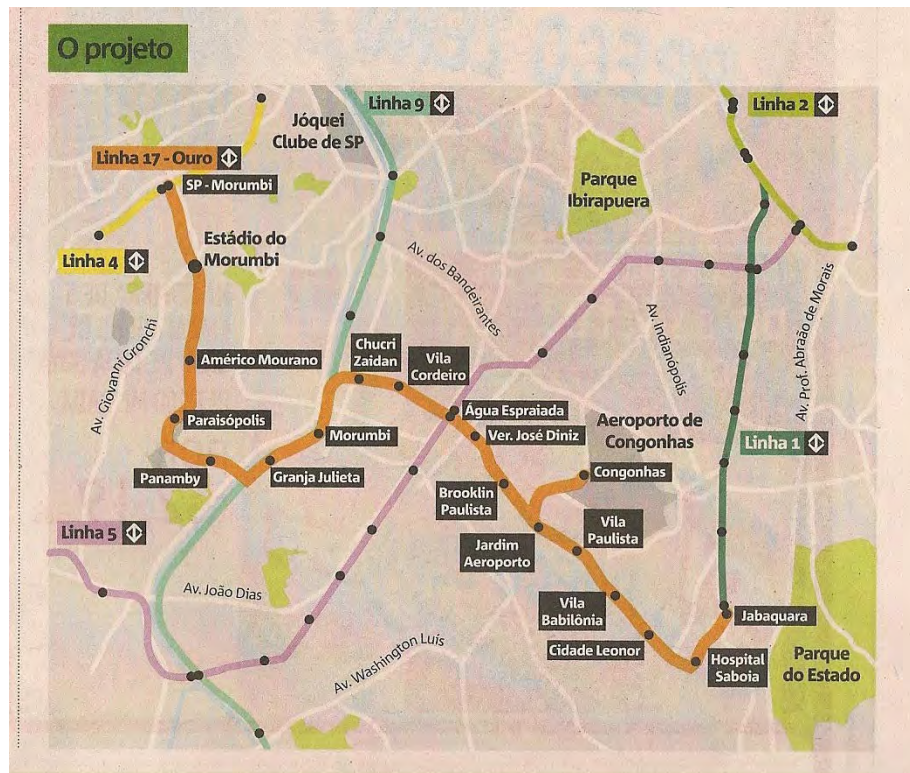 O projeto
Linha 9
Linha 2
Jóquei
Clube de SP
Linha 17 - Ouro
SP - Morumbi
Parque
Ibirapuera
Estádio do
Morumbi
Linha 4
Av. dos Bandeirantes
Av. Indianópolis
Av. Prof. Abraão de Morais
Av. Giovanni Gronchi
Chucri
Zaidan
Vila
Cordeiro
Américo Mourano
Água Espraiada
Aeroporto de
Congonhas
Paraisópolis
Morumbi
Ver. José Diniz
Linha 1
Panamby
Granja Julieta
Congonhas
Brooklin
Paulista
Vila
Paulista
Linha 5
Jardim
Aeroporto
Av. João Dias
Vila
Babilônia
Jabaquara
Cidade Leonor
Hospital
Saboia
Parque
do Estado
Av. Washington Luís